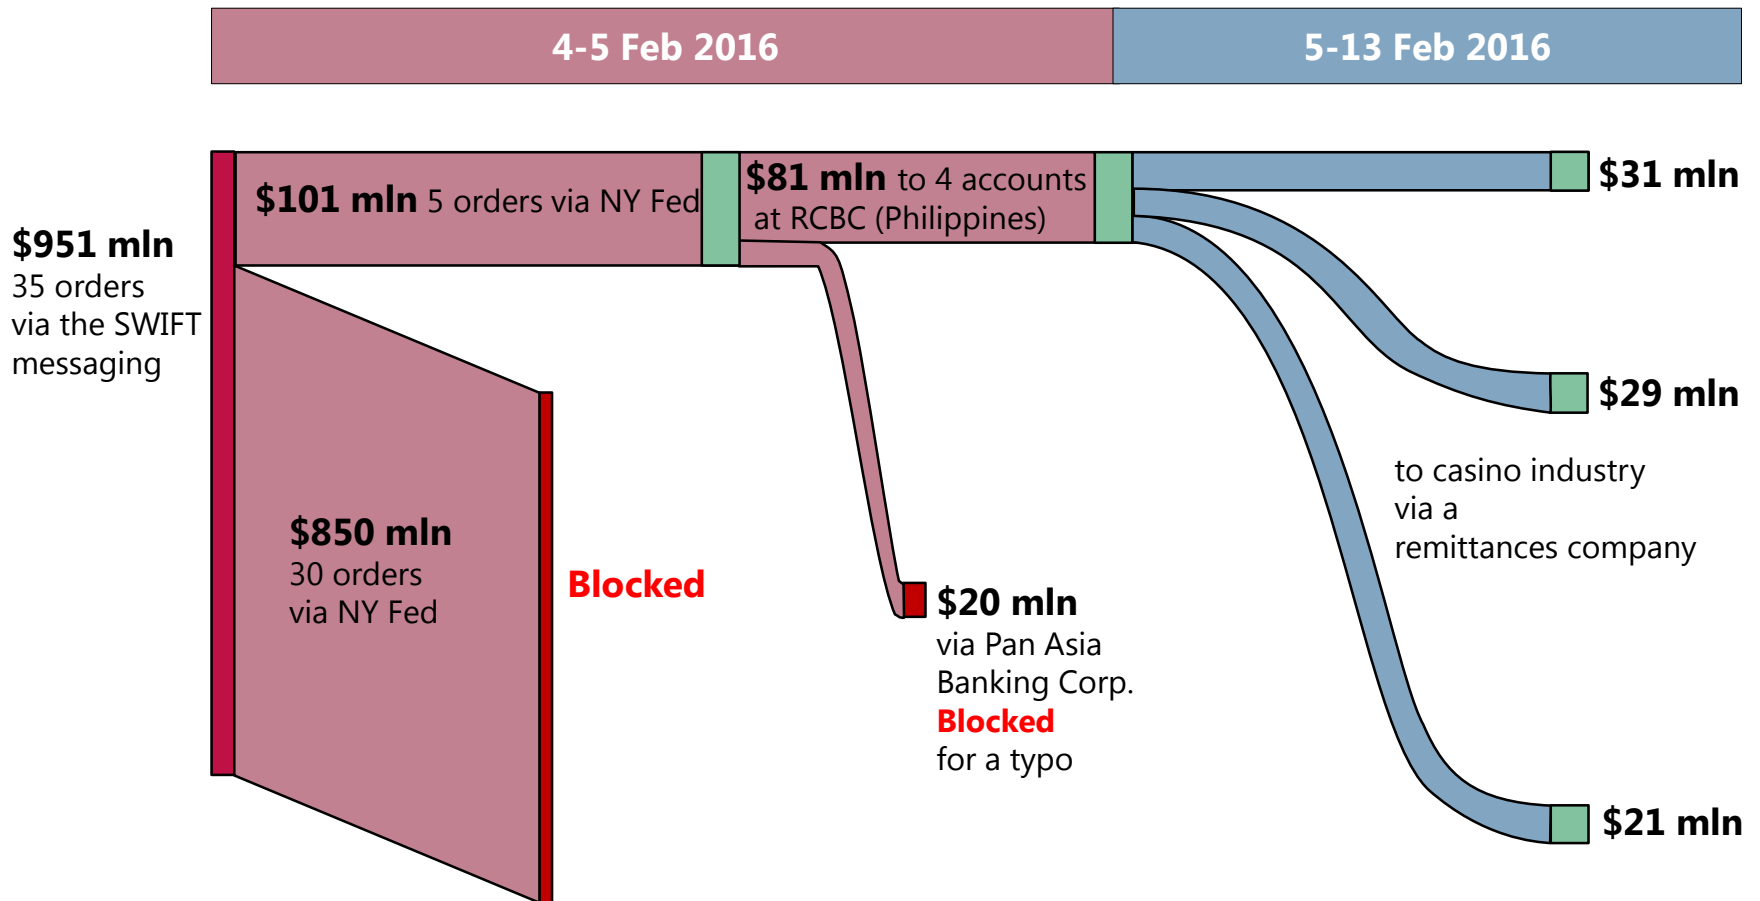 4-5 Feb 2016
5-13 Feb 2016
$951 mln
35 orders
via the SWIFT
messaging
$101 mln 5 orders via NY Fed
$81 mln to 4 accounts
at RCBC (Philippines)
$31 mln
$29 mln
to casino industry
via a
remittances company
$850 mln
30 orders
via NY Fed
Blocked
$20 mln
via Pan Asia
Banking Corp.
Blocked
for a typo
$21 mln